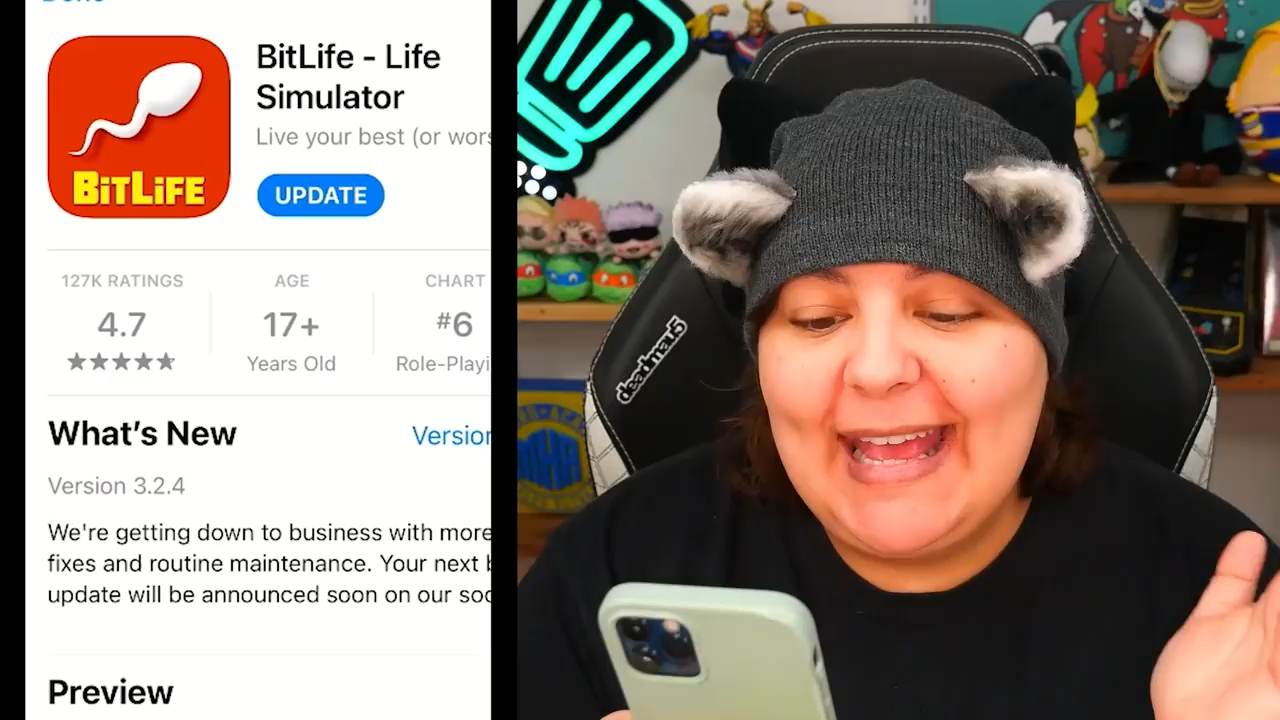 BitLife - Life
Simulator
Live your best (or wors
BITLIFE
UPDATE
127K RATINGS
AGE
CHART
4.7
17+
#6
Years Old
Role-Playi
What's New
Version
Version 3.2.4
We're getting down to business with more
fixes and routine maintenance. Your next b
update will be announced soon on our soc
Preview
deadmau5